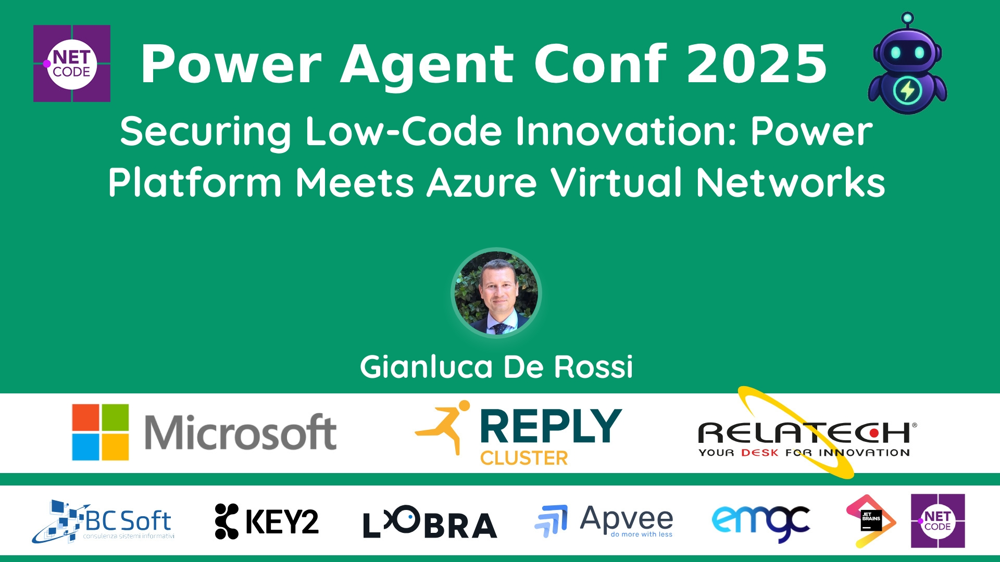 NET
CODE
Power Agent Conf 2025
Securing Low-Code Innovation: Power
Platform Meets Azure Virtual Networks
Gianluca De Rossi
Microsoft
REPLY
CLUSTER
RELATECH®
YOUR DESK FOR INNOVATION
BC Soft
consulenza sistemi informativi
KEY2
LOBRA
Apvee
do more with less
emgc
JET
BRAINS
NET
CODE